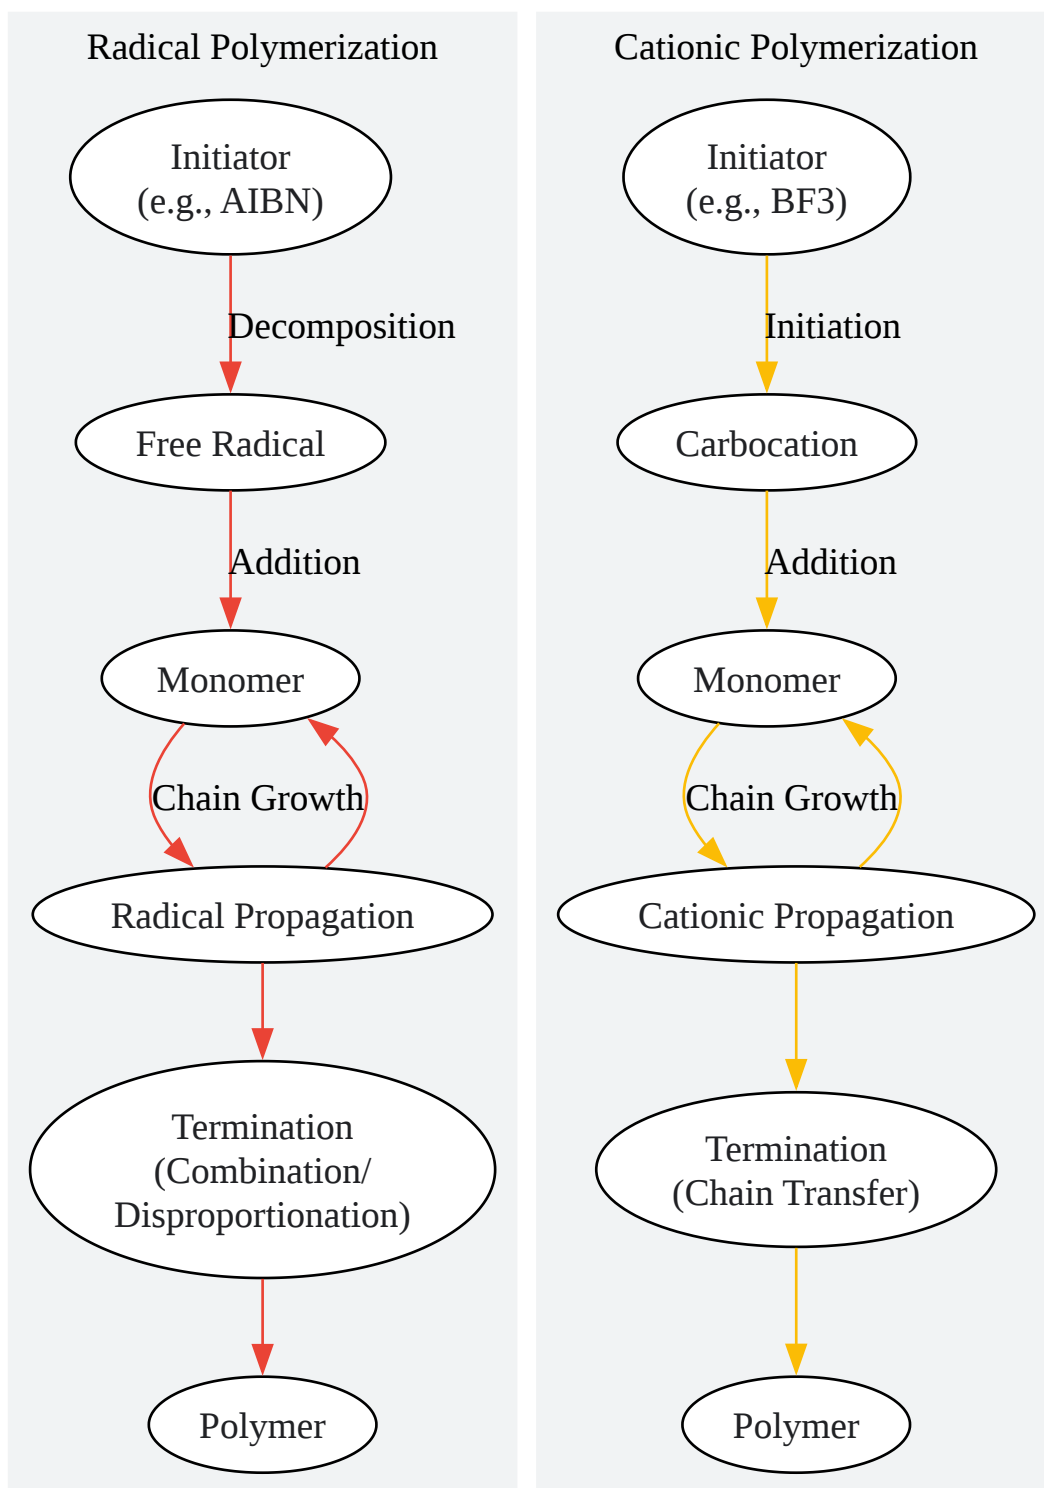 Radical Polymerization
Initiator
(e.g., AIBN)
Decomposition
Free Radical
Addition
Monomer
Chain Growth
Radical Propagation
Termination
(Combination/
Disproportionation)
Polymer
Cationic Polymerization
Initiator
(e.g., BF3)
Initiation
Carbocation
Addition
Monomer
Chain Growth
Cationic Propagation
Termination
(Chain Transfer)
Polymer